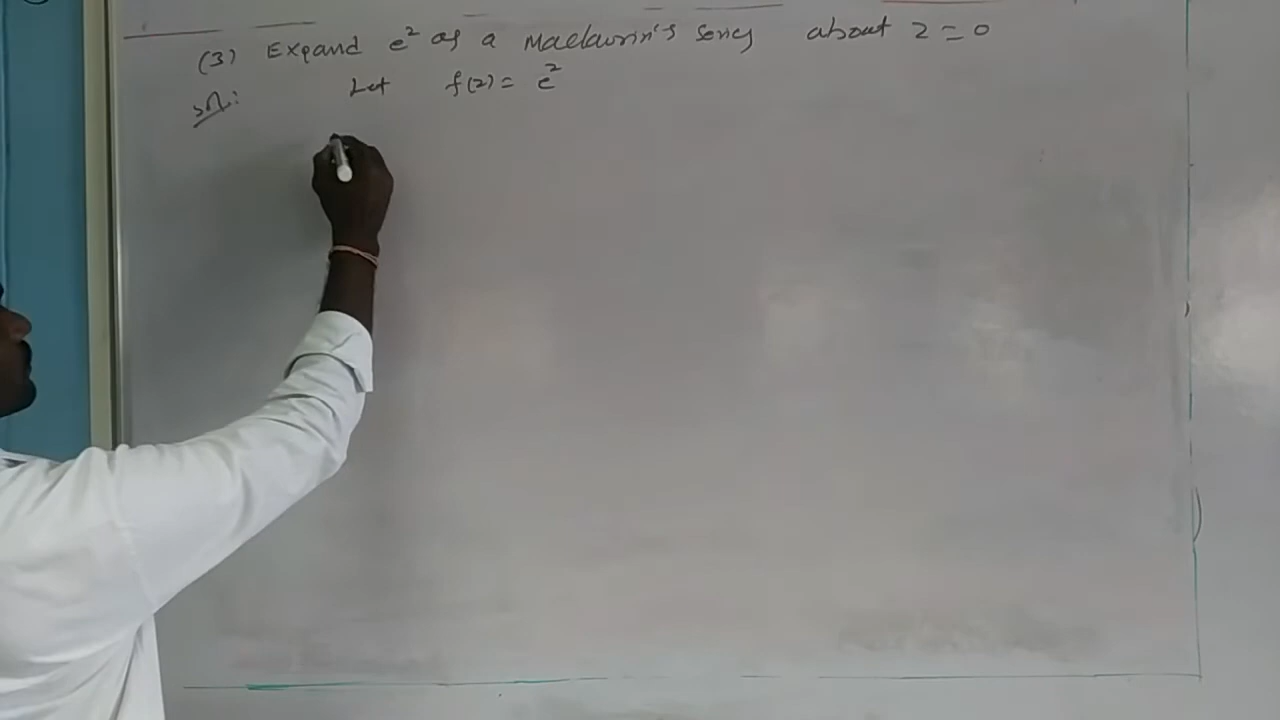 (3) Expand e^z as a Maclaurin's series about z = 0
Sol: Let f(z) = e^z